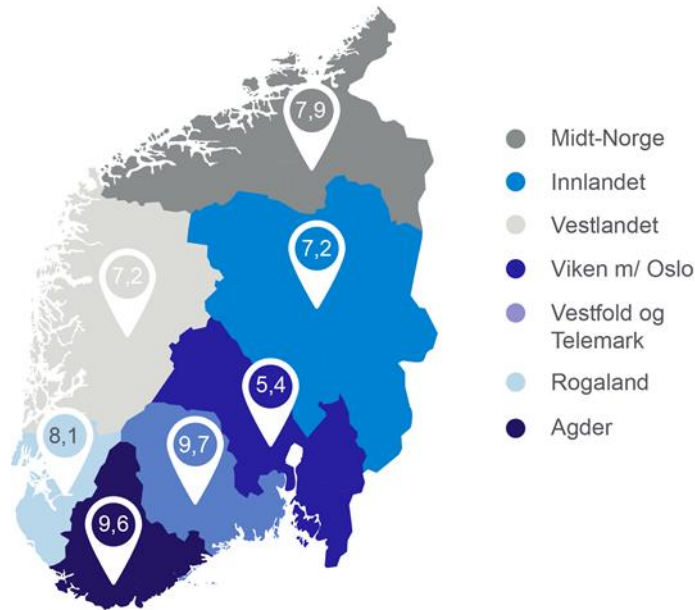 7,9
7,2
7,2
5,4
8,1
9,7
9,6
Midt-Norge
Innlandet
Vestlandet
Viken m/ Oslo
Vestfold og
Telemark
Rogaland
Agder